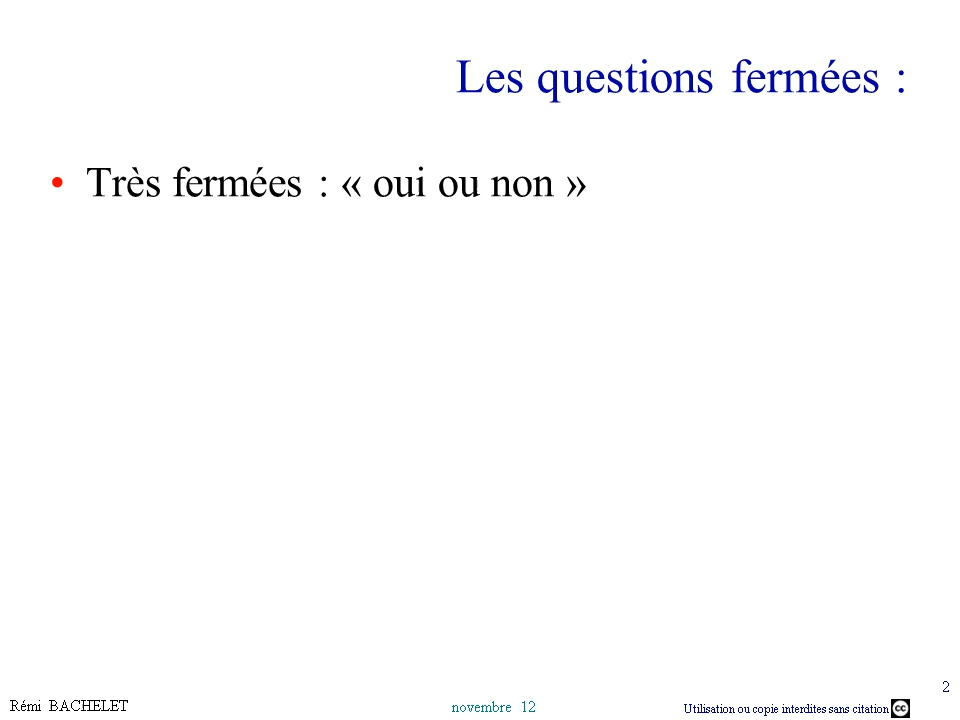 Les questions fermées :
• Très fermées : « oui ou non »
2
Rémi BACHELET
novembre 12
Utilisation ou copie interdites sans citation
cc